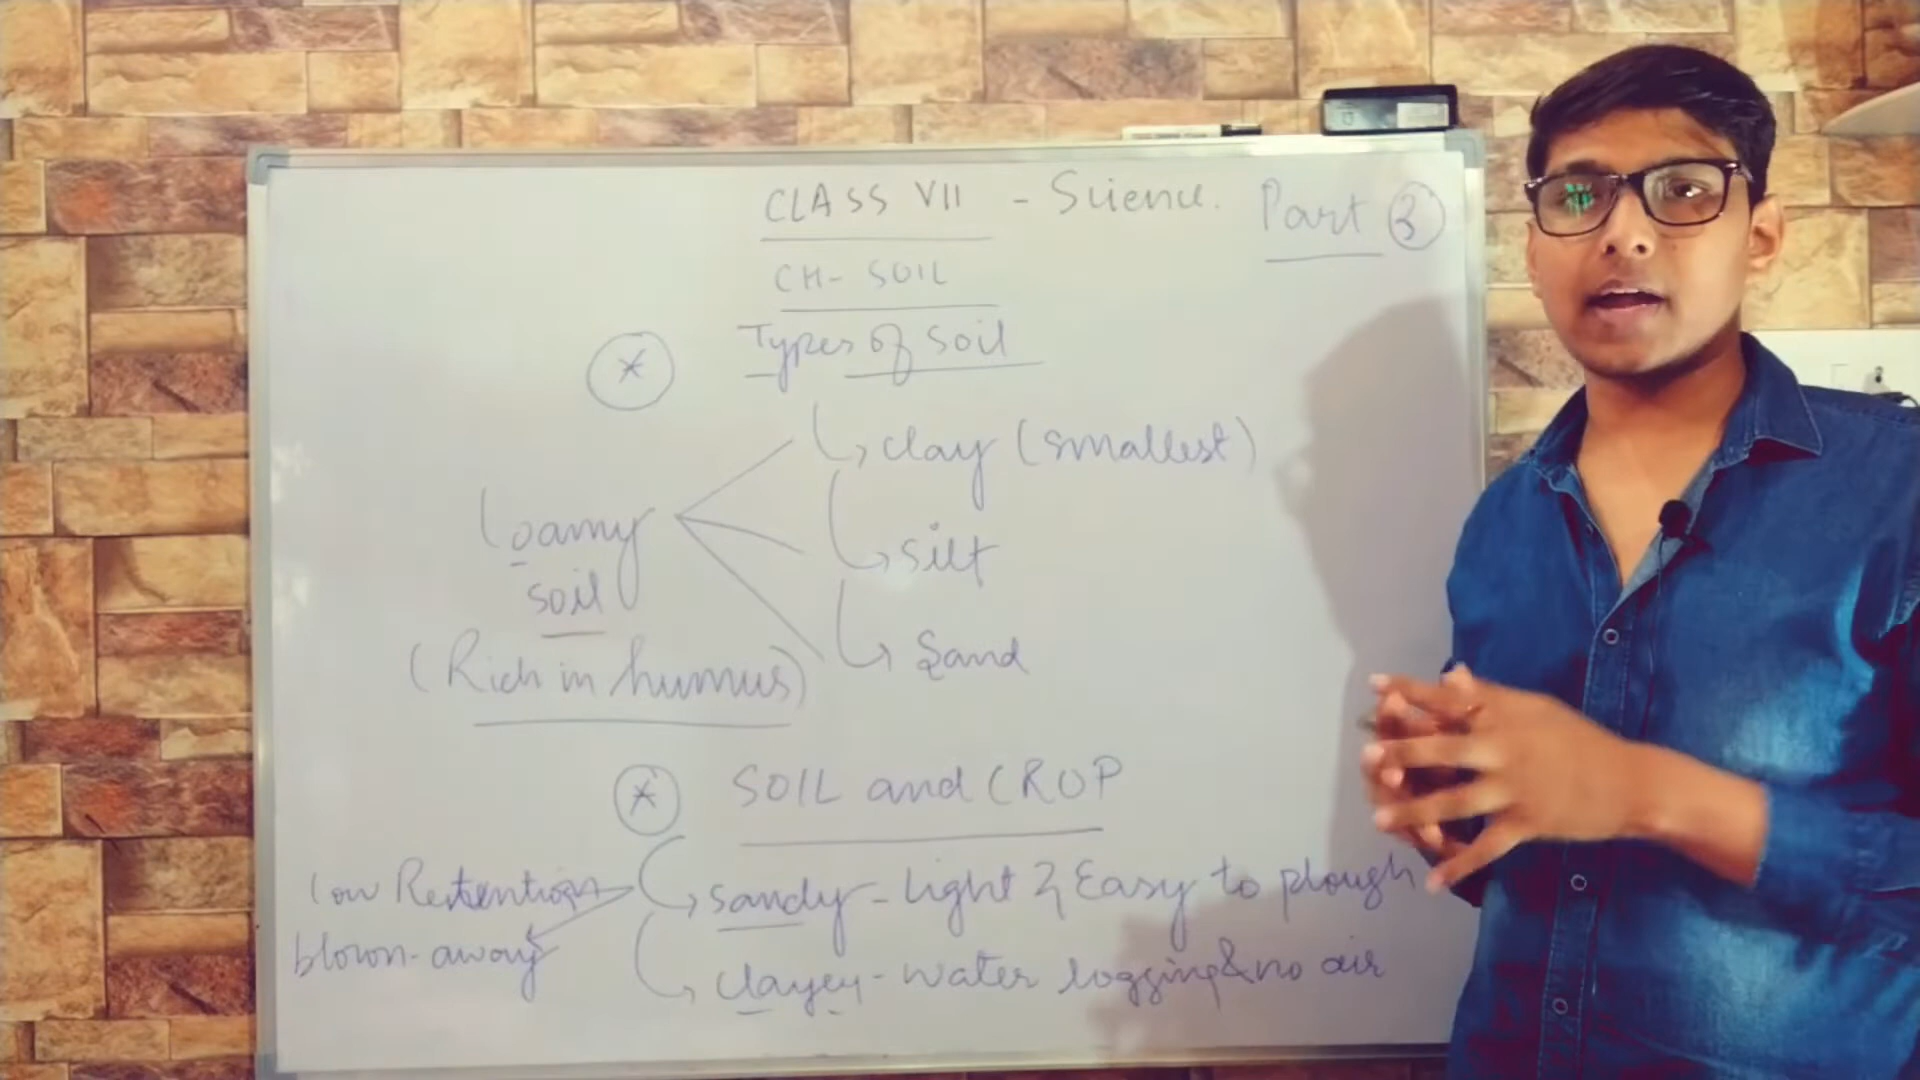 CLASS VII - Science. Part 3
CH- SOIL
* Types of soil
clay (smallest)
Loamy soil
silt
(Rich in humus)
Sand
* SOIL and CROP
low Retention
sandy - light & Easy to plough
blown-away
clayey - water logging & no air